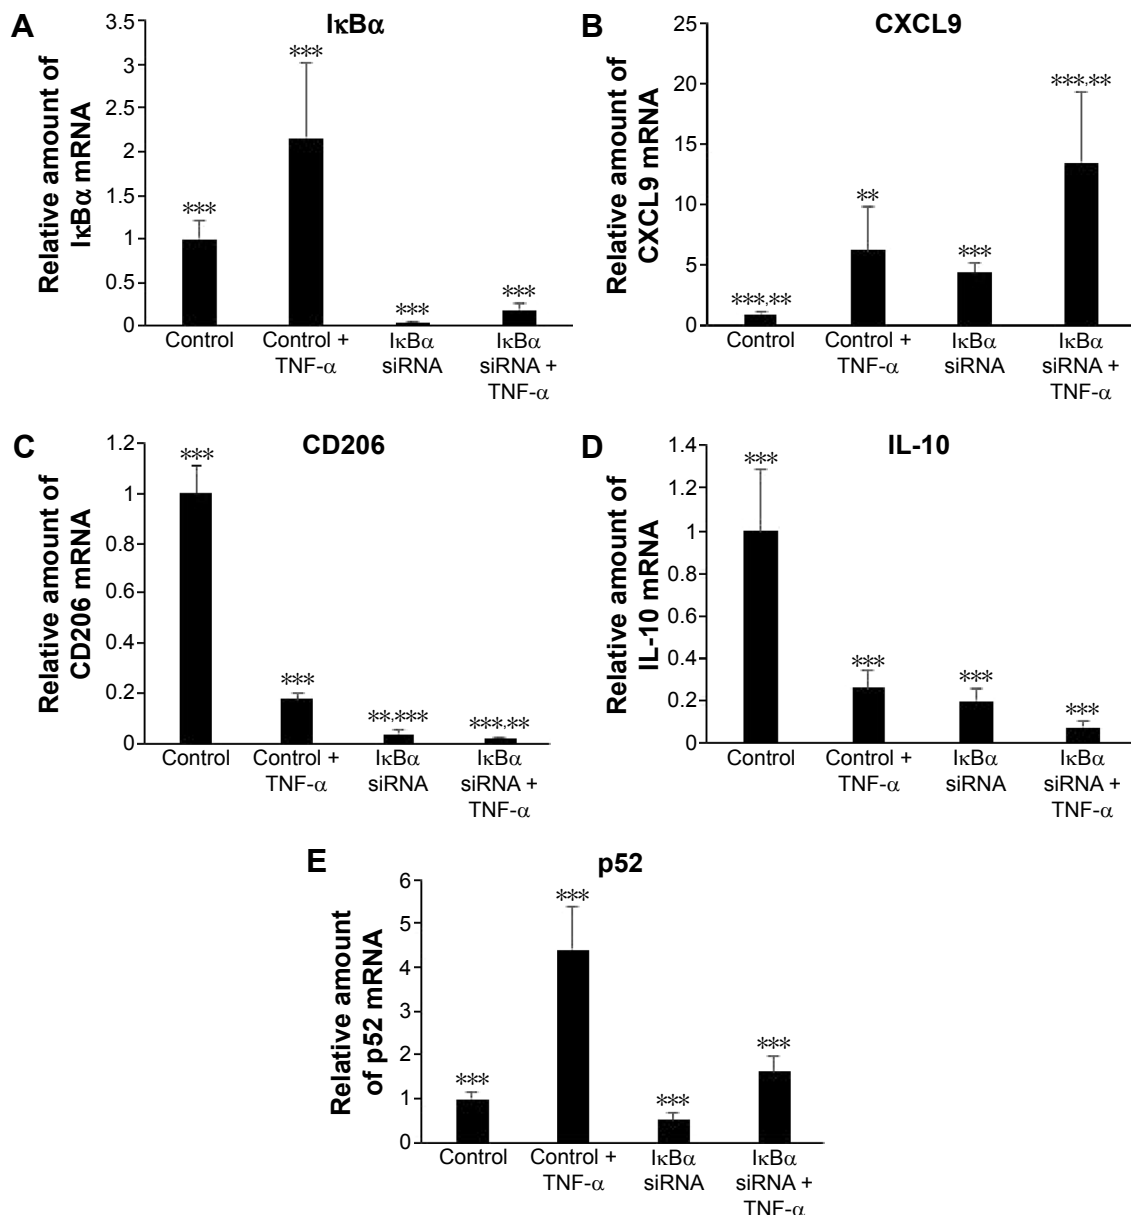 A
IκBα
Relative amount of
IκBα mRNA
3.5
3
2.5
2
1.5
1
0.5
0
***
***
***
***
Control
Control +
TNF-α
IκBα
siRNA
IκBα
siRNA +
TNF-α
B
CXCL9
Relative amount of
CXCL9 mRNA
25
20
15
10
5
0
***,**
**
***
***,**
Control
Control +
TNF-α
IκBα
siRNA
IκBα
siRNA +
TNF-α
C
CD206
Relative amount of
CD206 mRNA
1.2
1
0.8
0.6
0.4
0.2
0
***
***
**,***
***,**
Control
Control +
TNF-α
IκBα
siRNA
IκBα
siRNA +
TNF-α
D
IL-10
Relative amount of
IL-10 mRNA
1.4
1.2
1
0.8
0.6
0.4
0.2
0
***
***
***
***
Control
Control +
TNF-α
IκBα
siRNA
IκBα
siRNA +
TNF-α
E
p52
Relative amount
of p52 mRNA
6
5
4
3
2
1
0
***
***
***
***
Control
Control +
TNF-α
IκBα
siRNA
IκBα
siRNA +
TNF-α